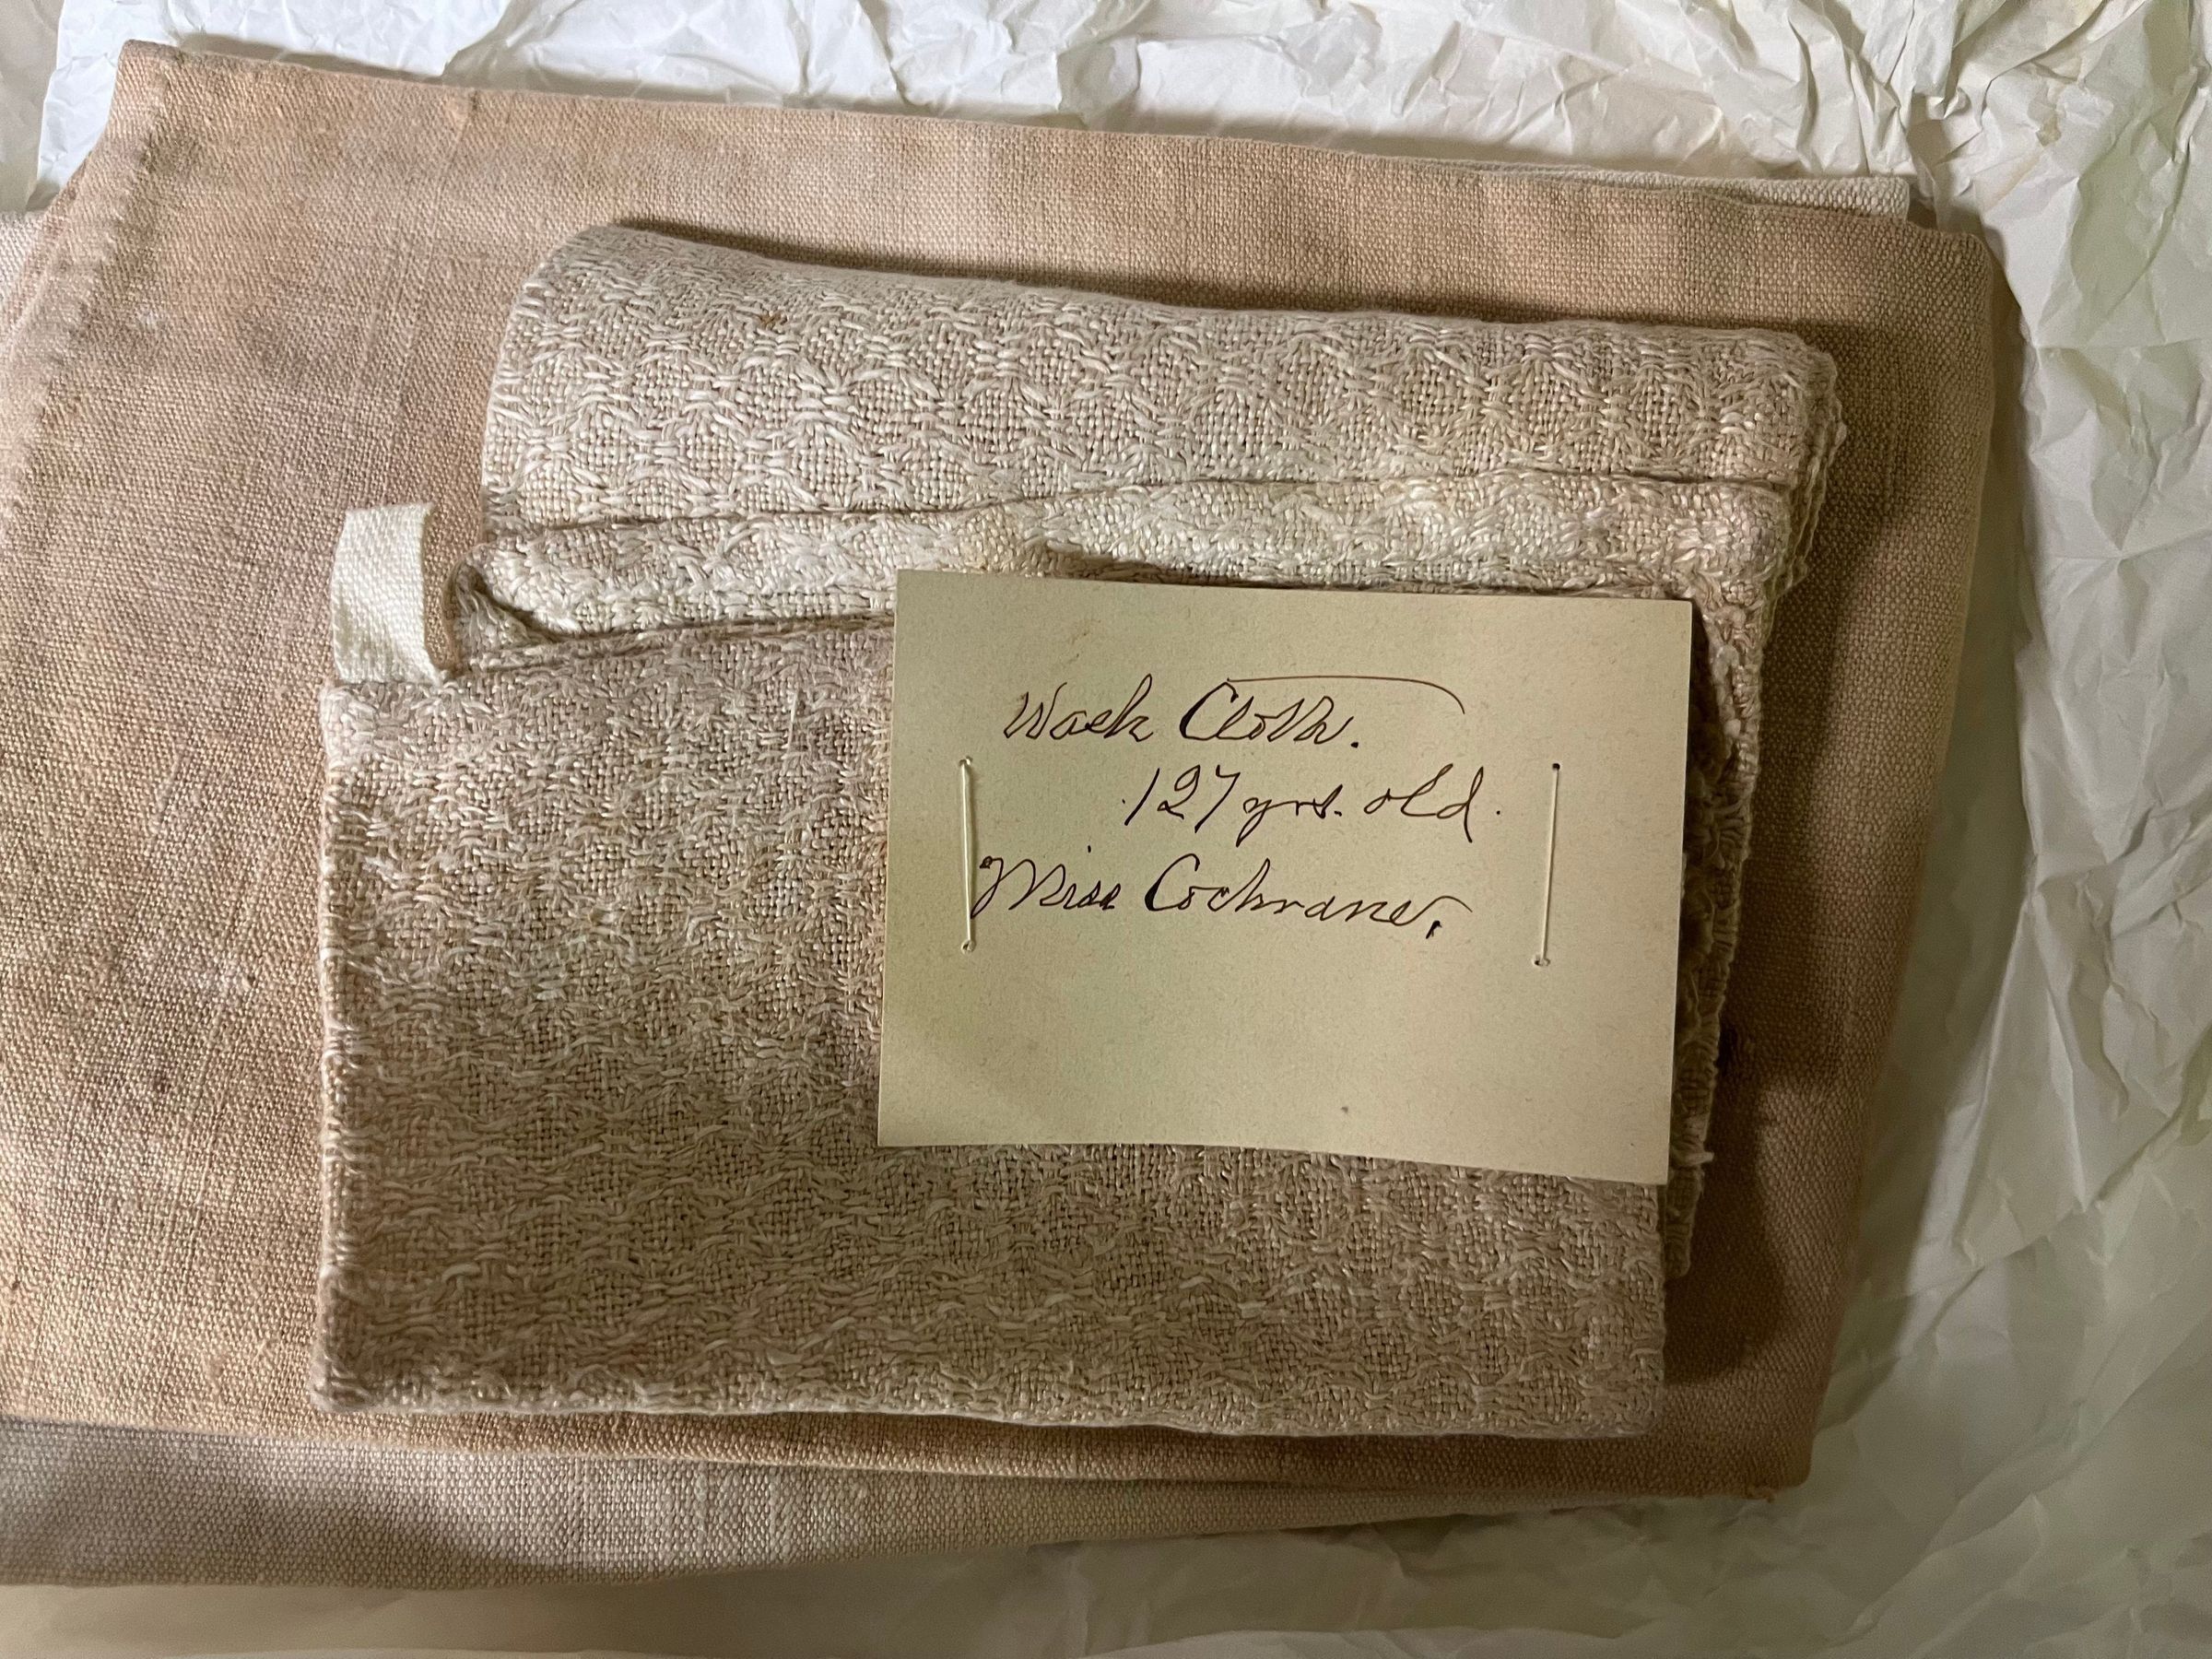 Wash Cloth.
127 yrs. old.
Miss Cochrane.